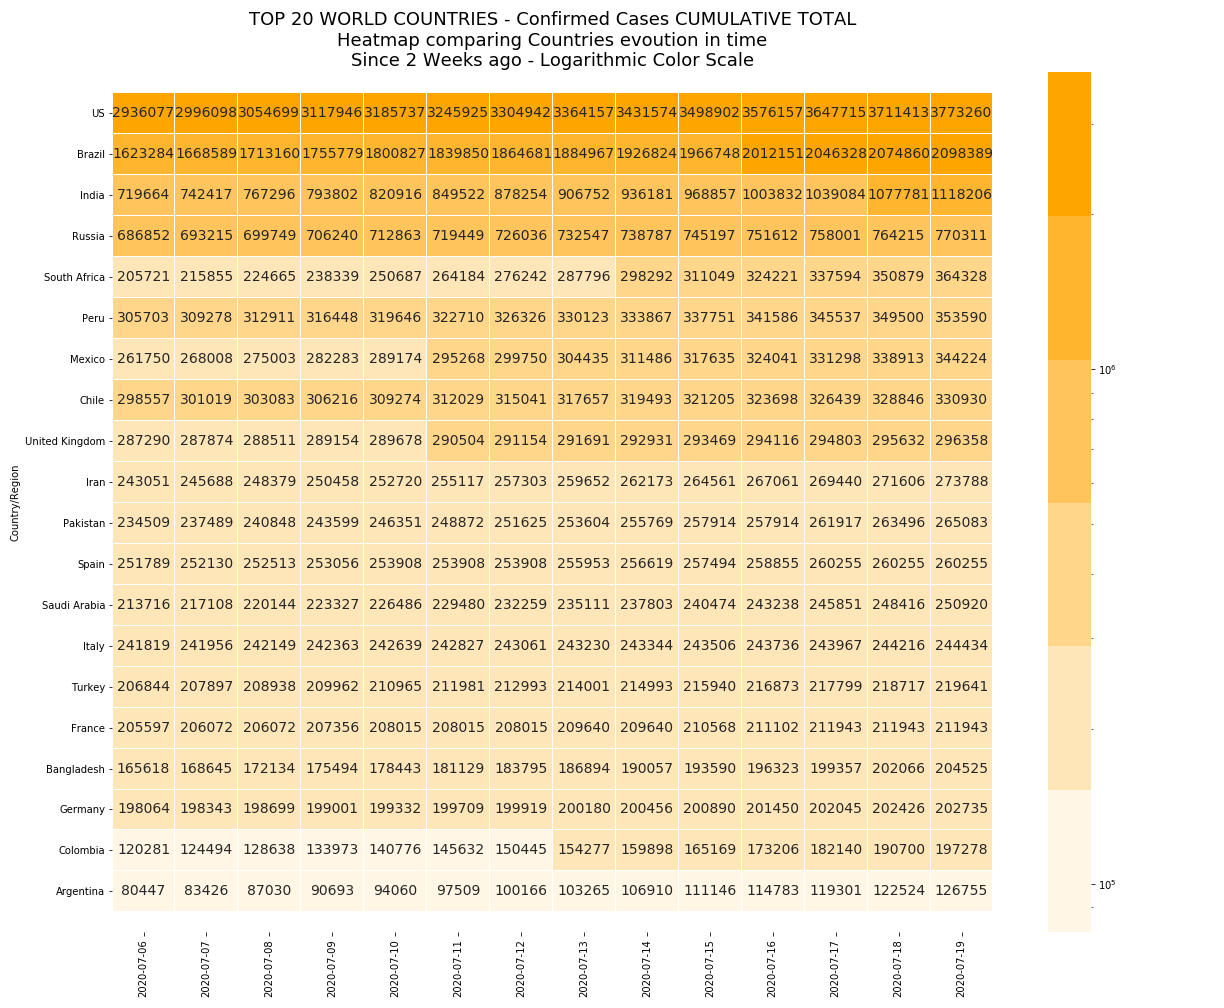 TOP 20 WORLD COUNTRIES - Confirmed Cases CUMULATIVE TOTAL
Heatmap comparing Countries evoution in time
Since 2 Weeks ago - Logarithmic Color Scale
US 2936077 2996098 3054699 3117946 3185737 3245925 3304942 3364157 3431574 3498902 3576157 3647715 3711413 3773260
Brazil 1623284 1668589 1713160 1755779 1800827 1839850 1864681 1884967 1926824 1966748 2012151 2046328 2074860 2098389
India 719664 742417 767296 793802 820916 849522 878254 906752 936181 968857 1003832 1039084 1077781 1118206
Russia 686852 693215 699749 706240 712863 719449 726036 732547 738787 745197 751612 758001 764215 770311
South Africa 205721 215855 224665 238339 250687 264184 276242 287796 298292 311049 324221 337594 350879 364328
Peru 305703 309278 312911 316448 319646 322710 326326 330123 333867 337751 341586 345537 349500 353590
Mexico 261750 268008 275003 282283 289174 295268 299750 304435 311486 317635 324041 331298 338913 344224
Chile 298557 301019 303083 306216 309274 312029 315041 317657 319493 321205 323698 326439 328846 330930
United Kingdom 287290 287874 288511 289154 289678 290504 291154 291691 292931 293469 294116 294803 295632 296358
Iran 243051 245688 248379 250458 252720 255117 257303 259652 262173 264561 267061 269440 271606 273788
Pakistan 234509 237489 240848 243599 246351 248872 251625 253604 255769 257914 257914 261917 263496 265083
Spain 251789 252130 252513 253056 253908 253908 253908 255953 256619 257494 258855 260255 260255 260255
Saudi Arabia 213716 217108 220144 223327 226486 229480 232259 235111 237803 240474 243238 245851 248416 250920
Italy 241819 241956 242149 242363 242639 242827 243061 243230 243344 243506 243736 243967 244216 244434
Turkey 206844 207897 208938 209962 210965 211981 212993 214001 214993 215940 216873 217799 218717 219641
France 205597 206072 206072 207356 208015 208015 208015 209640 209640 210568 211102 211943 211943 211943
Bangladesh 165618 168645 172134 175494 178443 181129 183795 186894 190057 193590 196323 199357 202066 204525
Germany 198064 198343 198699 199001 199332 199709 199919 200180 200456 200890 201450 202045 202426 202735
Colombia 120281 124494 128638 133973 140776 145632 150445 154277 159898 165169 173206 182140 190700 197278
Argentina 80447 83426 87030 90693 94060 97509 100166 103265 106910 111146 114783 119301 122524 126755
2020-07-06 2020-07-07 2020-07-08 2020-07-09 2020-07-10 2020-07-11 2020-07-12 2020-07-13 2020-07-14 2020-07-15 2020-07-16 2020-07-17 2020-07-18 2020-07-19
Country/Region
10⁶
10⁵